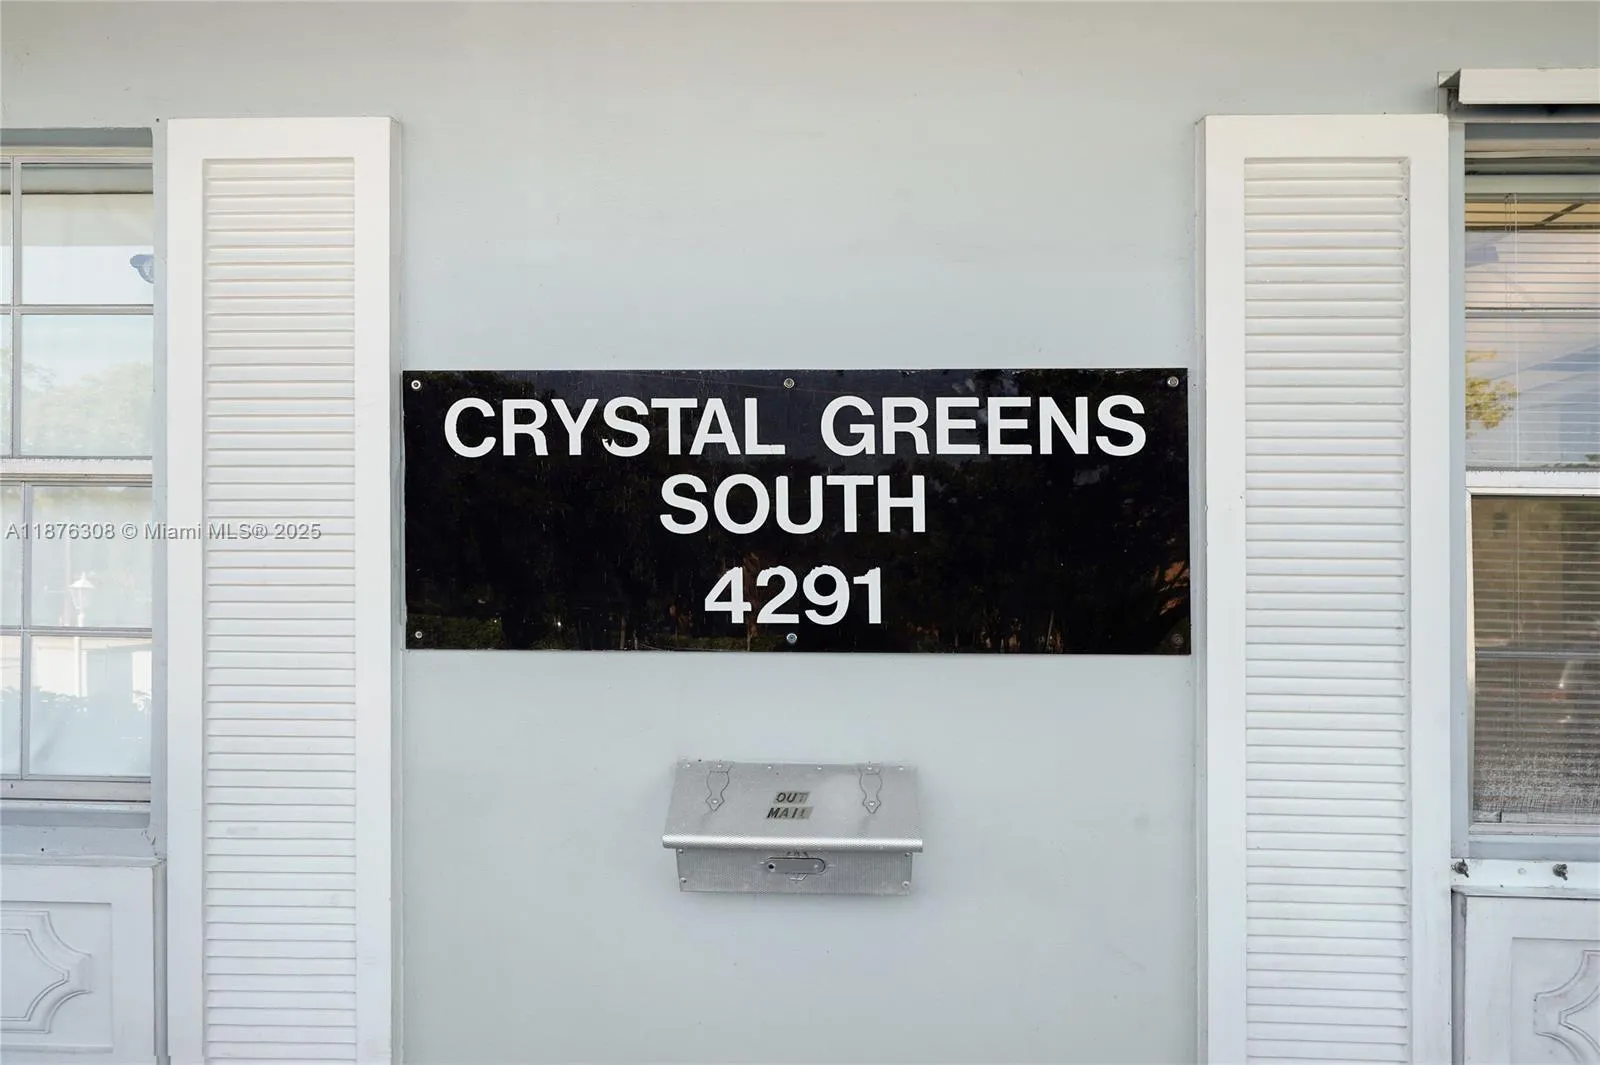 CRYSTAL GREENS
SOUTH
A11876308 © Miami MLS® 2025
4291
OUT
MAIL